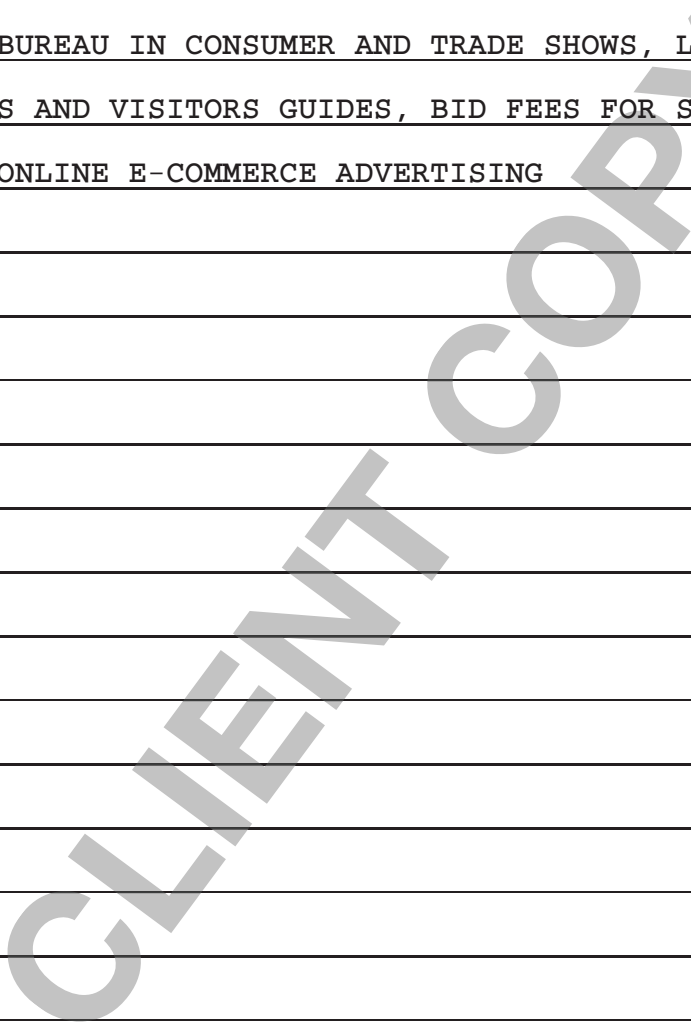 BUREAU IN CONSUMER AND TRADE SHOWS,
AND VISITORS GUIDES, BID FEES FOR
ONLINE E-COMMERCE ADVERTISING
CLIENT COPY